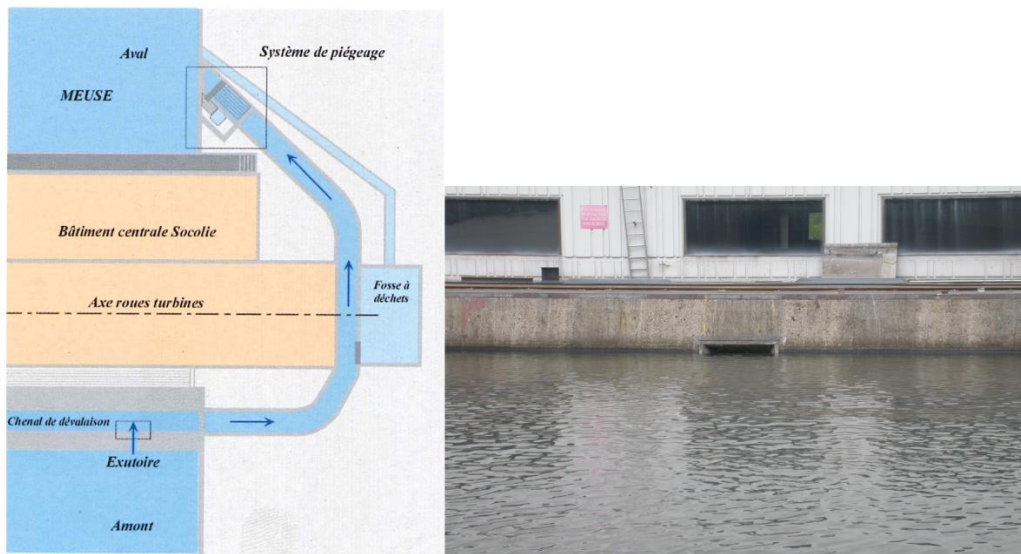 Aval
Système de piégeage
MEUSE
Bâtiment centrale Socolie
Axe roues turbines
Fosse à
déchets
Chenal de dévalaison
Exutoire
Amont